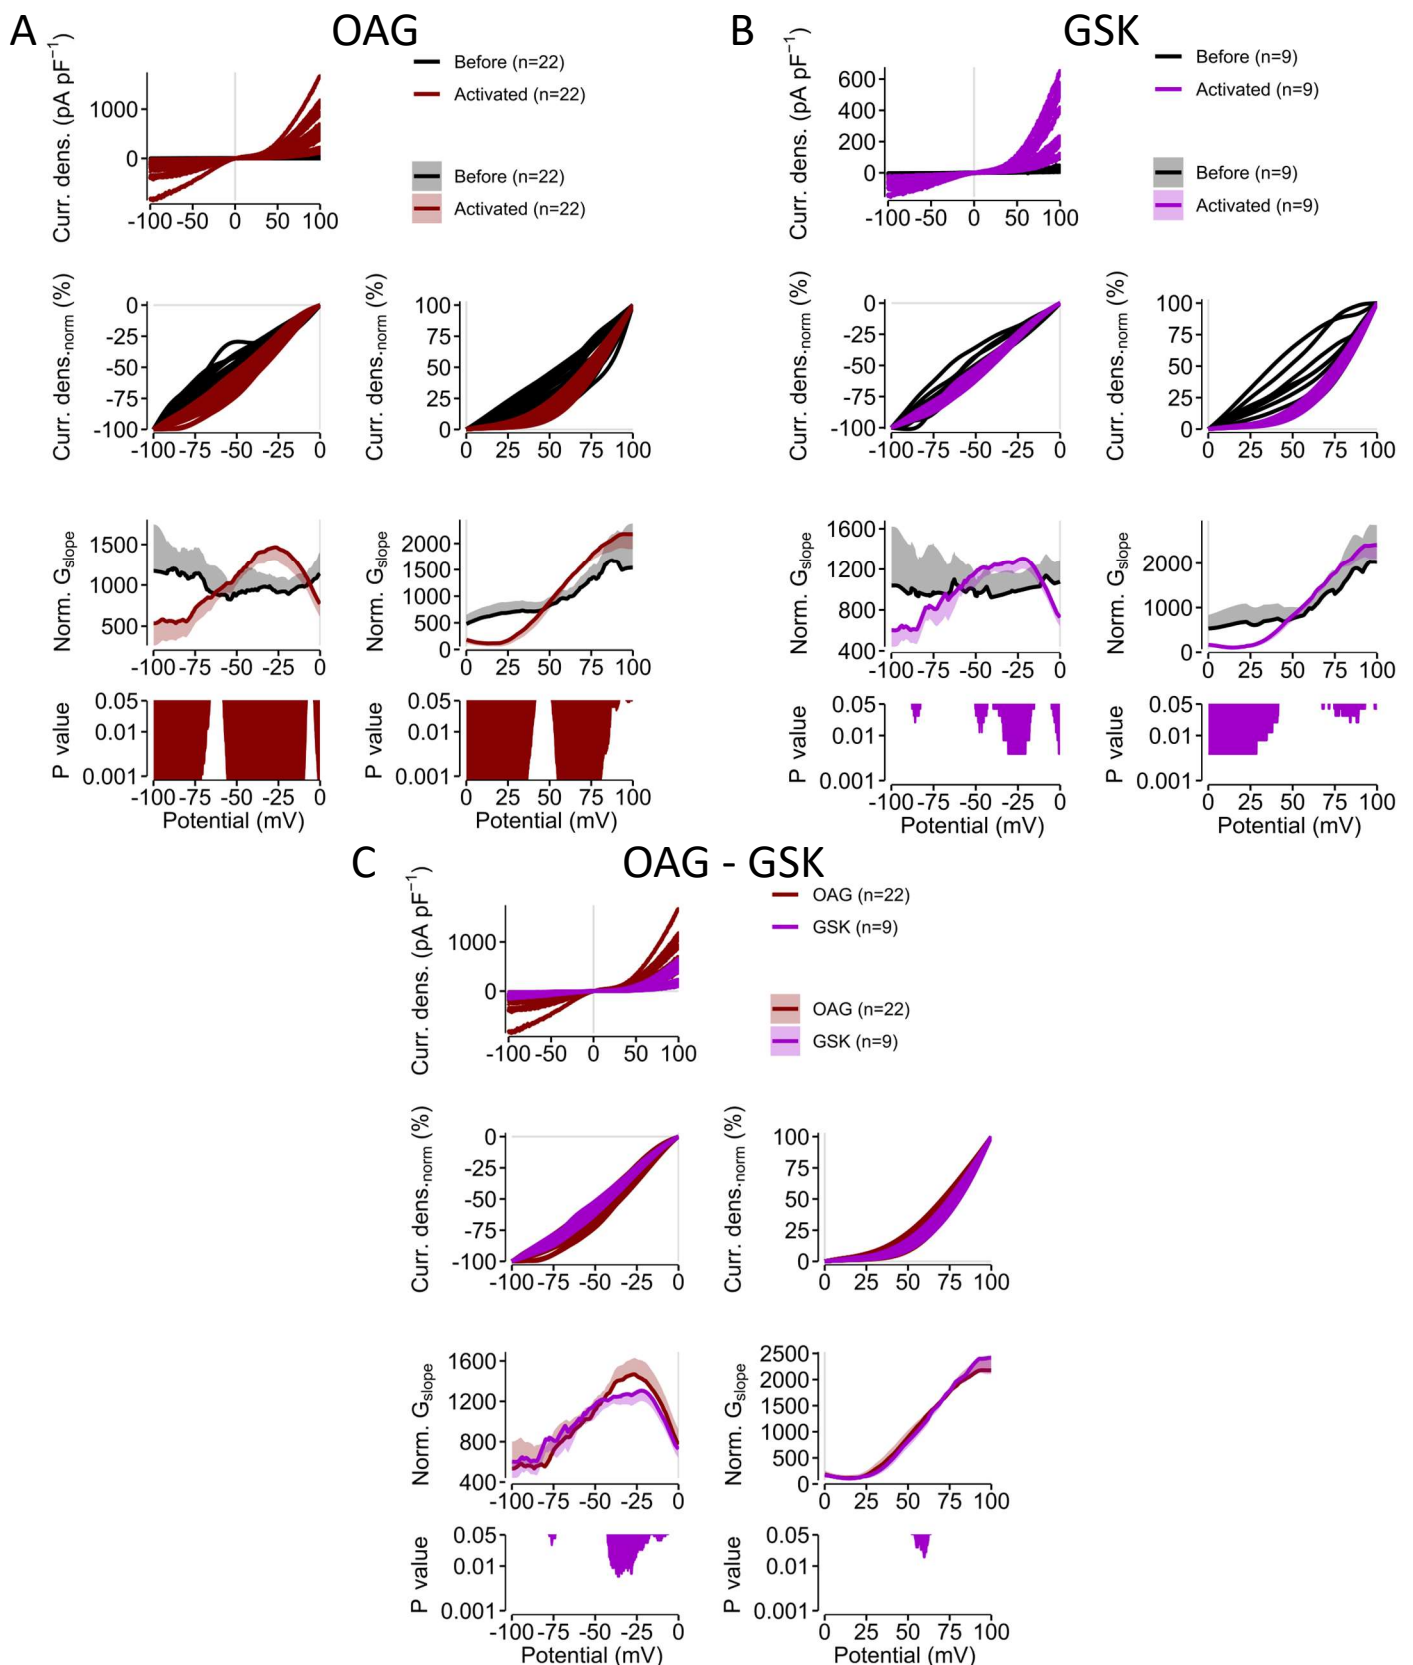 A
OAG
Curr. dens. (pA pF⁻¹)
1000
0
-100 -50 0 50 100
Before (n=22)
Activated (n=22)
Before (n=22)
Activated (n=22)
Curr. dens.norm (%)
0
-25
-50
-75
-100
-100 -75 -50 -25 0
Curr. dens.norm (%)
100
75
50
25
0
0 25 50 75 100
Norm. Gslope
1500
1000
500
-100 -75 -50 -25 0
Norm. Gslope
2000
1500
1000
500
0
0 25 50 75 100
P value
0.05
0.01
0.001
-100 -75 -50 -25 0
Potential (mV)
P value
0.05
0.01
0.001
0 25 50 75 100
Potential (mV)
B
GSK
Curr. dens. (pA pF⁻¹)
600
400
200
0
-100 -50 0 50 100
Before (n=9)
Activated (n=9)
Before (n=9)
Activated (n=9)
Curr. dens.norm (%)
0
-25
-50
-75
-100
-100 -75 -50 -25 0
Curr. dens.norm (%)
100
75
50
25
0
0 25 50 75 100
Norm. Gslope
1600
1200
800
400
-100 -75 -50 -25 0
Norm. Gslope
2000
1000
0
0 25 50 75 100
P value
0.05
0.01
0.001
-100 -75 -50 -25 0
Potential (mV)
P value
0.05
0.01
0.001
0 25 50 75 100
Potential (mV)
C
OAG - GSK
Curr. dens. (pA pF⁻¹)
1000
0
-100 -50 0 50 100
OAG (n=22)
GSK (n=9)
OAG (n=22)
GSK (n=9)
Curr. dens.norm (%)
0
-25
-50
-75
-100
-100 -75 -50 -25 0
Curr. dens.norm (%)
100
75
50
25
0
0 25 50 75 100
Norm. Gslope
1600
1200
800
400
-100 -75 -50 -25 0
Norm. Gslope
2500
2000
1500
1000
500
0
0 25 50 75 100
P value
0.05
0.01
0.001
-100 -75 -50 -25 0
Potential (mV)
P value
0.05
0.01
0.001
0 25 50 75 100
Potential (mV)